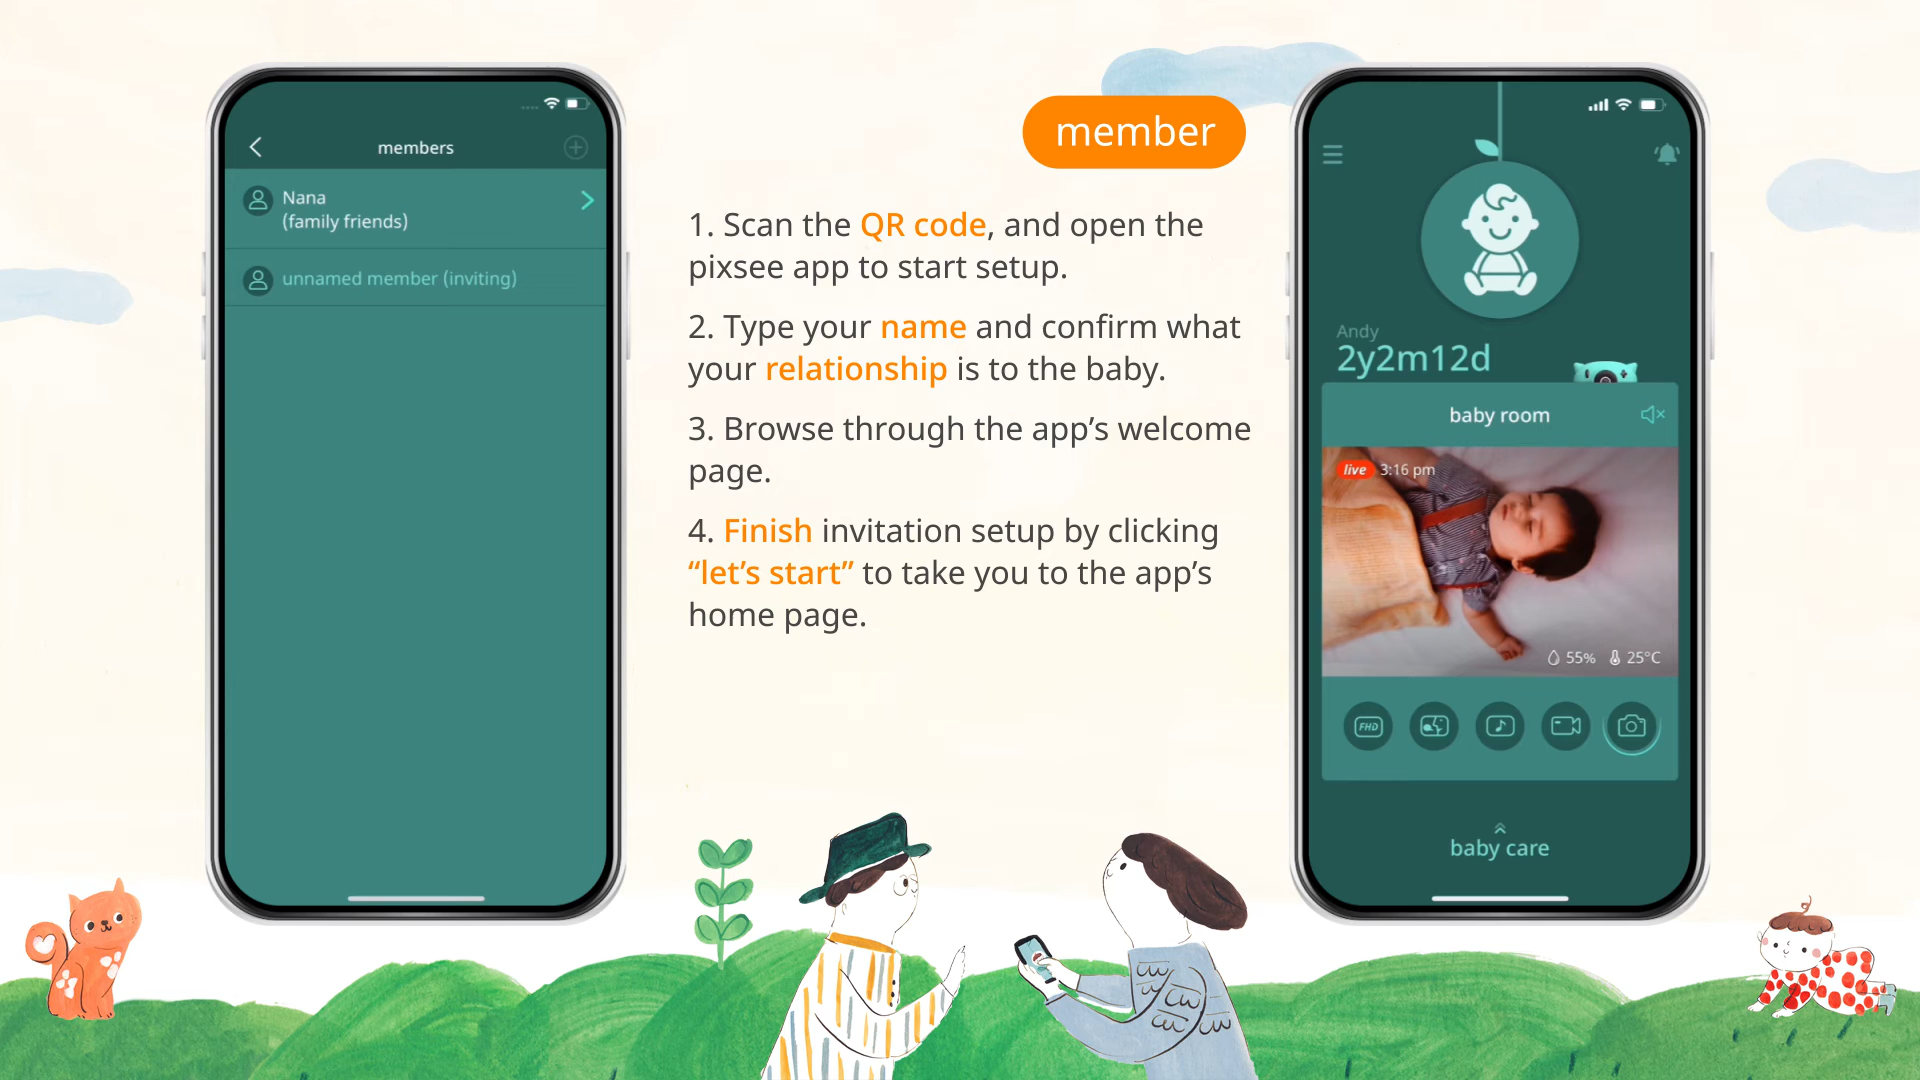 members
Nana
(family friends)
unnamed member (inviting)
member
1. Scan the QR code, and open the
pixsee app to start setup.
2. Type your name and confirm what
your relationship is to the baby.
3. Browse through the app’s welcome
page.
4. Finish invitation setup by clicking
“let’s start” to take you to the app’s
home page.
Andy
2y2m12d
baby room
live 3:16 pm
55% 25°C
FHD
baby care